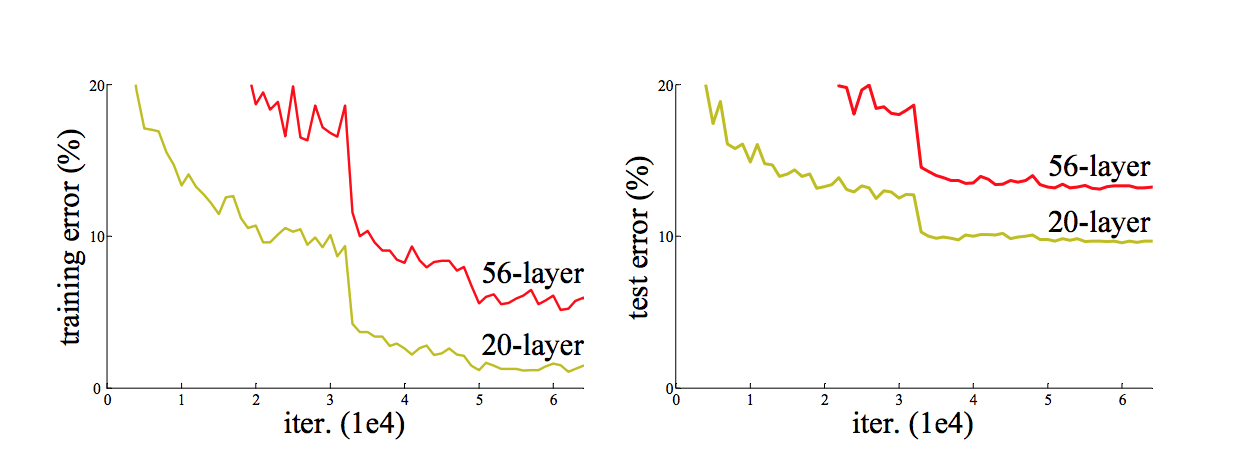 training error (%)
20
10
0
56-layer
20-layer
0 1 2 3 4 5 6
iter. (1e4)
test error (%)
20
10
0
56-layer
20-layer
0 1 2 3 4 5 6
iter. (1e4)